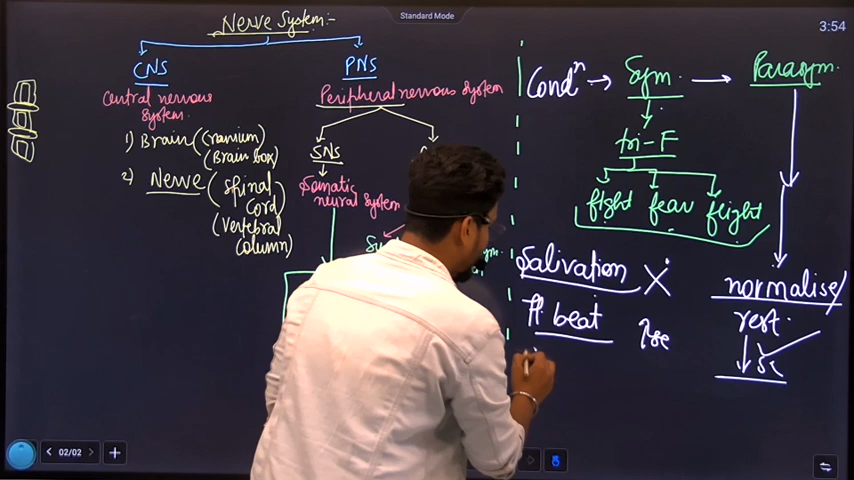 Standard Mode
3:54
Nerve System:-
CNS
PNS
Central nervous
System.
Peripheral nervous system
1) Brain (Cranium)
(Brain box)
2) Nerve (Spinal
Cord)
(Vertebral
Column)
SNS
Somatic
neural system
Condⁿ → Sym. → Parasym.
tri-F
fight fear flight
Salivation X
Ht beat ↑se
normalise/
rest.
↓se
02/02